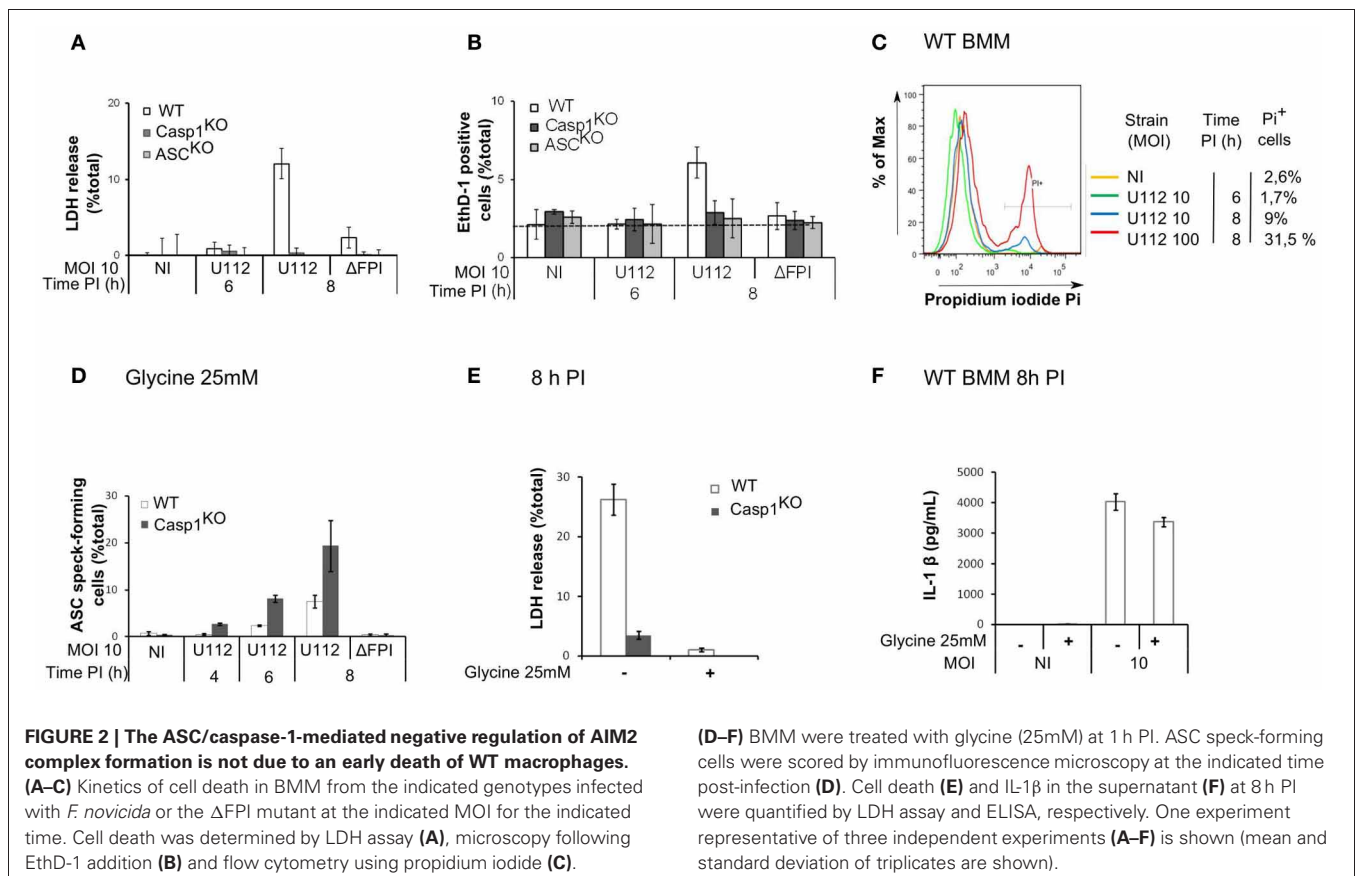 A
LDH release
(%total)
20
10
0
WT
Casp1KO
ASCKO
MOI 10
NI
U112
U112
ΔFPI
Time PI (h)
6
8
B
EthD-1 positive
cells (%total)
10
5
0
WT
Casp1KO
ASCKO
MOI 10
NI
U112
U112
ΔFPI
Time PI (h)
6
8
C WT BMM
% of Max
100
80
60
40
20
0
PI+
0 10^2 10^3 10^4 10^5
Propidium iodide Pi
Strain Time Pi+
(MOI) PI (h) cells
NI 2,6%
U112 10 6 1,7%
U112 10 8 9%
U112 100 8 31,5 %
D Glycine 25mM
ASC speck-forming
cells (%total)
30
20
10
0
WT
Casp1KO
MOI 10
NI
U112
U112
U112
ΔFPI
Time PI (h)
4
6
8
E 8 h PI
LDH release (%total)
30
20
10
0
WT
Casp1KO
Glycine 25mM - +
F WT BMM 8h PI
IL-1 β (pg/mL)
5000
4000
3000
2000
1000
0
Glycine 25mM - + - +
MOI NI 10
FIGURE 2 | The ASC/caspase-1-mediated negative regulation of AIM2
complex formation is not due to an early death of WT macrophages.
(A–C) Kinetics of cell death in BMM from the indicated genotypes infected
with F. novicida or the ΔFPI mutant at the indicated MOI for the indicated
time. Cell death was determined by LDH assay (A), microscopy following
EthD-1 addition (B) and flow cytometry using propidium iodide (C).
(D–F) BMM were treated with glycine (25mM) at 1 h PI. ASC speck-forming
cells were scored by immunofluorescence microscopy at the indicated time
post-infection (D). Cell death (E) and IL-1β in the supernatant (F) at 8 h PI
were quantified by LDH assay and ELISA, respectively. One experiment
representative of three independent experiments (A–F) is shown (mean and
standard deviation of triplicates are shown).